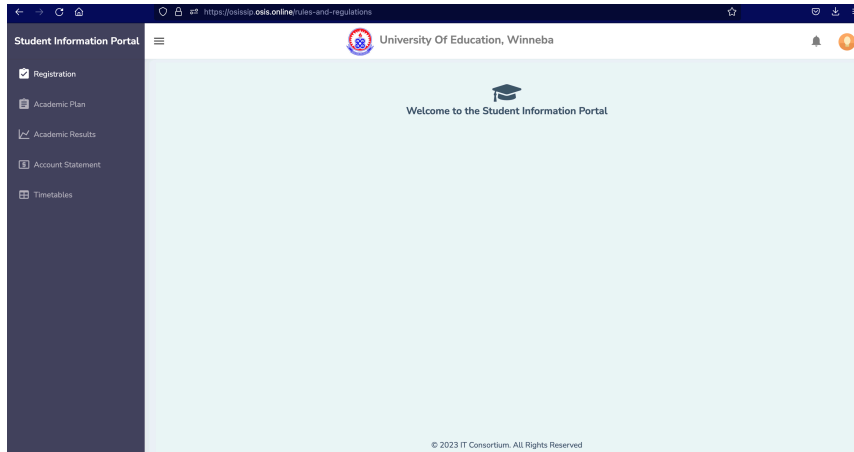 https://osissip.osis.online/rules-and-regulations
Student Information Portal
University Of Education, Winneba
Registration
Academic Plan
Academic Results
Account Statement
Timetables
Welcome to the Student Information Portal
© 2023 IT Consortium. All Rights Reserved